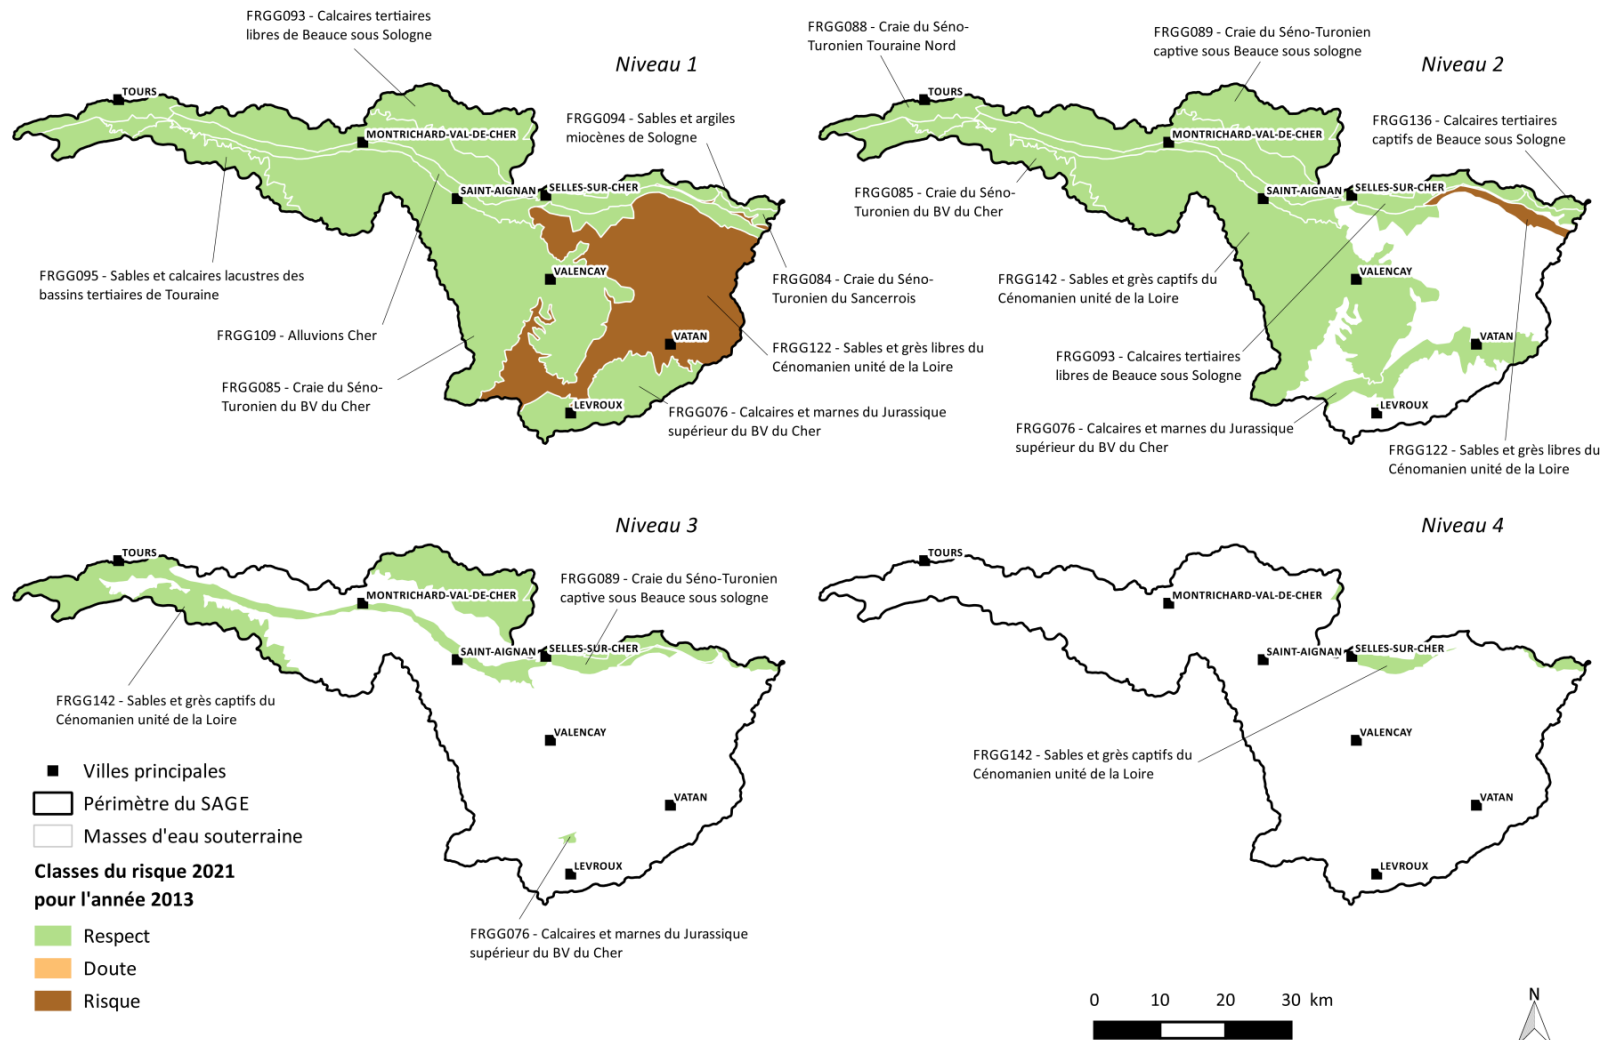 FRGG093 - Calcaires tertiaires
libres de Beauce sous Sologne
Niveau 1
TOURS
MONTRICHARD-VAL-DE-CHER
FRGG094 - Sables et argiles
miocènes de Sologne
SAINT-AIGNAN
SELLES-SUR-CHER
VALENCAY
VATAN
LEVROUX
FRGG095 - Sables et calcaires lacustres des
bassins tertiaires de Touraine
FRGG109 - Alluvions Cher
FRGG085 - Craie du Séno-
Turonien du BV du Cher
FRGG084 - Craie du Séno-
Turonien du Sancerrois
FRGG122 - Sables et grès libres du
Cénomanien unité de la Loire
FRGG076 - Calcaires et marnes du Jurassique
supérieur du BV du Cher
FRGG088 - Craie du Séno-
Turonien Touraine Nord
FRGG089 - Craie du Séno-Turonien
captive sous Beauce sous sologne
Niveau 2
TOURS
MONTRICHARD-VAL-DE-CHER
FRGG136 - Calcaires tertiaires
captifs de Beauce sous Sologne
SAINT-AIGNAN
SELLES-SUR-CHER
FRGG085 - Craie du Séno-
Turonien du BV du Cher
VALENCAY
FRGG142 - Sables et grès captifs du
Cénomanien unité de la Loire
VATAN
FRGG093 - Calcaires tertiaires
libres de Beauce sous Sologne
LEVROUX
FRGG076 - Calcaires et marnes du Jurassique
supérieur du BV du Cher
FRGG122 - Sables et grès libres du
Cénomanien unité de la Loire
Niveau 3
TOURS
MONTRICHARD-VAL-DE-CHER
FRGG089 - Craie du Séno-Turonien
captive sous Beauce sous sologne
SAINT-AIGNAN
SELLES-SUR-CHER
FRGG142 - Sables et grès captifs du
Cénomanien unité de la Loire
VALENCAY
VATAN
LEVROUX
FRGG076 - Calcaires et marnes du Jurassique
supérieur du BV du Cher
Niveau 4
TOURS
MONTRICHARD-VAL-DE-CHER
SAINT-AIGNAN
SELLES-SUR-CHER
VALENCAY
FRGG142 - Sables et grès captifs du
Cénomanien unité de la Loire
VATAN
LEVROUX
Villes principales
Périmètre du SAGE
Masses d'eau souterraine
Classes du risque 2021
pour l'année 2013
Respect
Doute
Risque
0 10 20 30 km
N